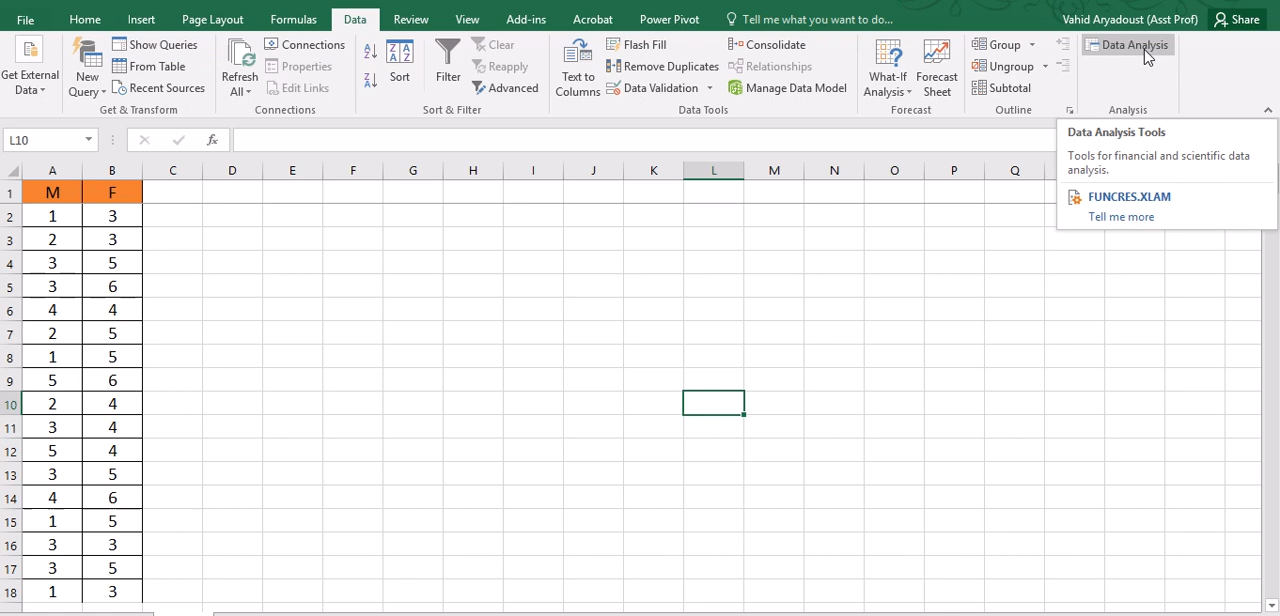 File Home Insert Page Layout Formulas Data Review View Add-ins Acrobat Power Pivot Tell me what you want to do... Vahid Aryadoust (Asst Prof) Share
Get External Data
New Query
Show Queries
From Table
Recent Sources
Get & Transform
Refresh All
Connections
Properties
Edit Links
Connections
Sort
Filter
Clear
Reapply
Advanced
Sort & Filter
Text to Columns
Flash Fill
Remove Duplicates
Data Validation
Consolidate
Relationships
Manage Data Model
Data Tools
What-If Analysis
Forecast Sheet
Forecast
Group
Ungroup
Subtotal
Outline
Data Analysis
Analysis
L10 fx
Data Analysis Tools
Tools for financial and scientific data
analysis.
FUNCRES.XLAM
Tell me more
A B C D E F G H I J K L M N O P Q
1 M F
2 1 3
3 2 3
4 3 5
5 3 6
6 4 4
7 2 5
8 1 5
9 5 6
10 2 4
11 3 4
12 5 4
13 3 5
14 4 6
15 1 5
16 3 3
17 3 5
18 1 3